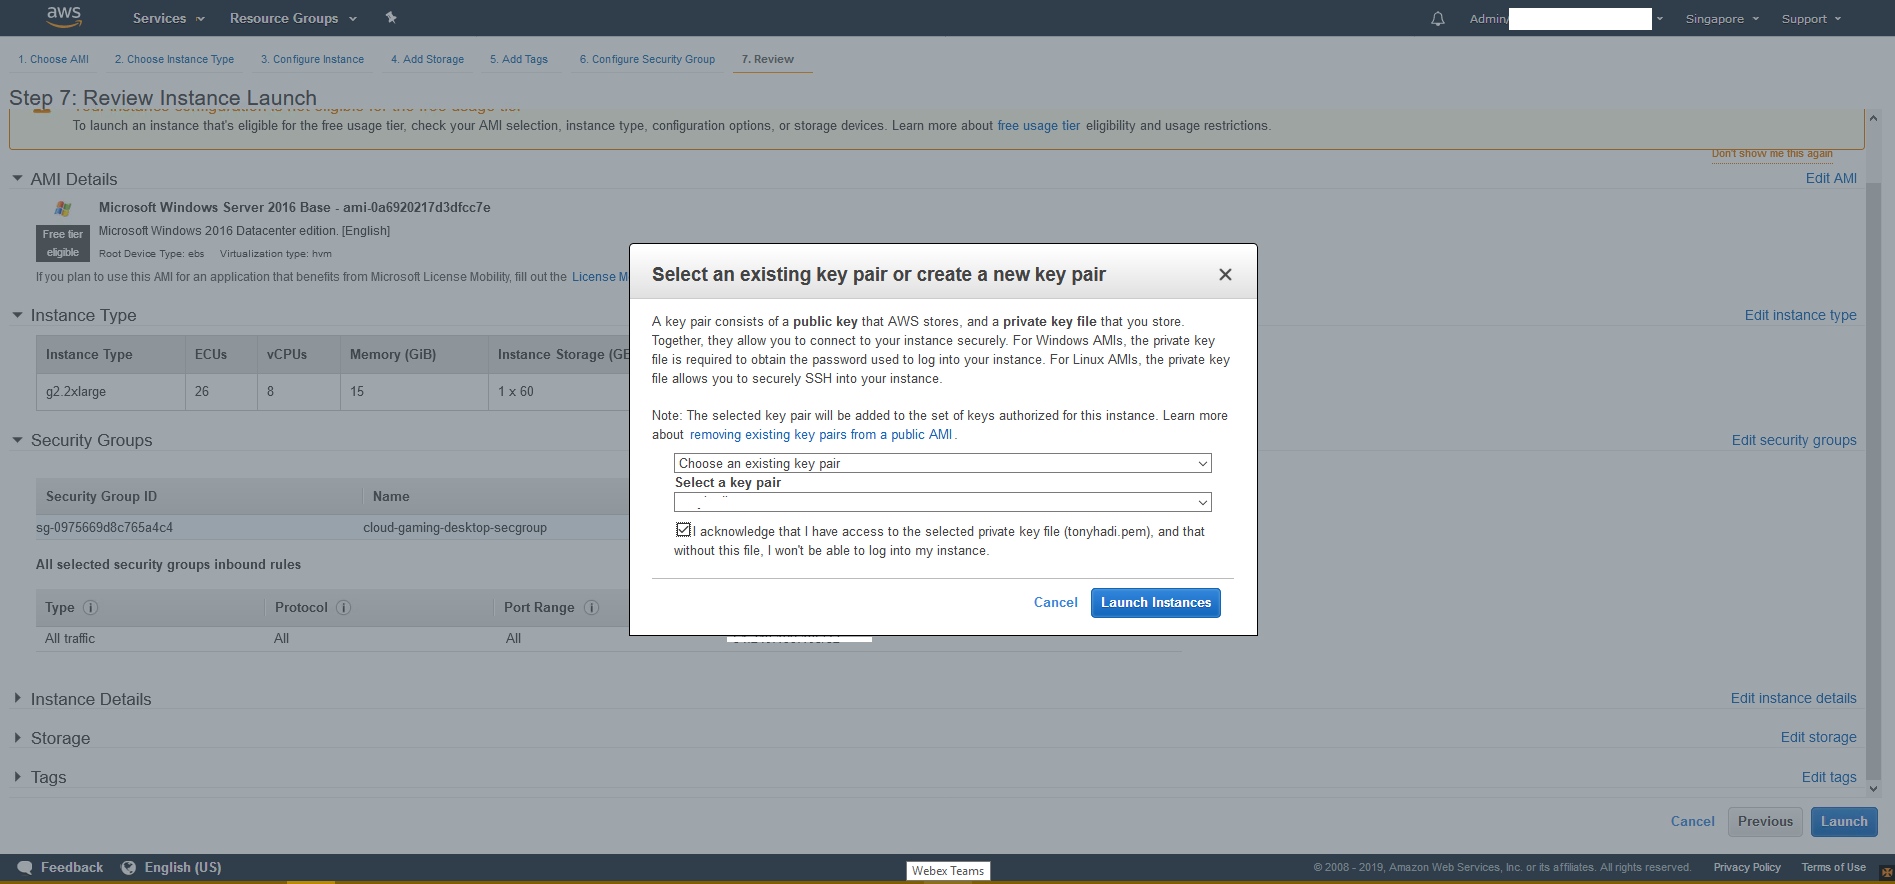 aws
Services
Resource Groups
Admin/
Singapore
Support
1. Choose AMI
2. Choose Instance Type
3. Configure Instance
4. Add Storage
5. Add Tags
6. Configure Security Group
7. Review
Step 7: Review Instance Launch
Your instance configuration is not eligible for the free usage tier
To launch an instance that's eligible for the free usage tier, check your AMI selection, instance type, configuration options, or storage devices. Learn more about free usage tier eligibility and usage restrictions.
Don't show me this again
AMI Details
Edit AMI
Microsoft Windows Server 2016 Base - ami-0a6920217d3dfcc7e
Free tier
eligible
Microsoft Windows 2016 Datacenter edition. [English]
Root Device Type: ebs Virtualization type: hvm
If you plan to use this AMI for an application that benefits from Microsoft License Mobility, fill out the License M
Instance Type
Edit instance type
Instance Type
ECUs
vCPUs
Memory (GiB)
Instance Storage (GE
g2.2xlarge
26
8
15
1 x 60
Security Groups
Edit security groups
Security Group ID
Name
sg-0975669d8c765a4c4
cloud-gaming-desktop-secgroup
All selected security groups inbound rules
Type
Protocol
Port Range
All traffic
All
All
Instance Details
Edit instance details
Storage
Edit storage
Tags
Edit tags
Select an existing key pair or create a new key pair
A key pair consists of a public key that AWS stores, and a private key file that you store.
Together, they allow you to connect to your instance securely. For Windows AMIs, the private key
file is required to obtain the password used to log into your instance. For Linux AMIs, the private key
file allows you to securely SSH into your instance.
Note: The selected key pair will be added to the set of keys authorized for this instance. Learn more
about removing existing key pairs from a public AMI.
Choose an existing key pair
Select a key pair
I acknowledge that I have access to the selected private key file (tonyhadi.pem), and that
without this file, I won't be able to log into my instance.
Cancel
Launch Instances
Cancel
Previous
Launch
Feedback
English (US)
Webex Teams
© 2008 - 2019, Amazon Web Services, Inc. or its affiliates. All rights reserved.
Privacy Policy
Terms of Use